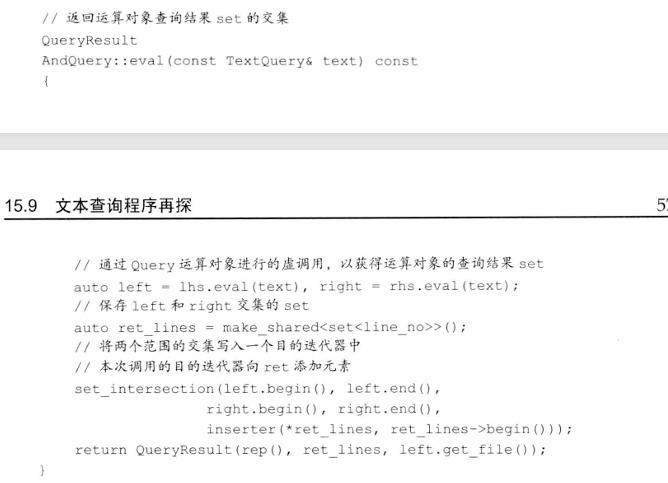 // 返回运算对象查询结果 set 的交集
QueryResult
AndQuery::eval(const TextQuery& text) const
{
15.9 文本查询程序再探
// 通过 Query 运算对象进行的虚调用，以获得运算对象的查询结果 set
auto left = lhs.eval(text), right = rhs.eval(text);
// 保存 left 和 right 交集的 set
auto ret_lines = make_shared<set<line_no>>();
// 将两个范围的交集写入一个目的迭代器中
// 本次调用的目的迭代器向 ret 添加元素
set_intersection(left.begin(), left.end(),
right.begin(), right.end(),
inserter(*ret_lines, ret_lines->begin()));
return QueryResult(rep(), ret_lines, left.get_file());
}